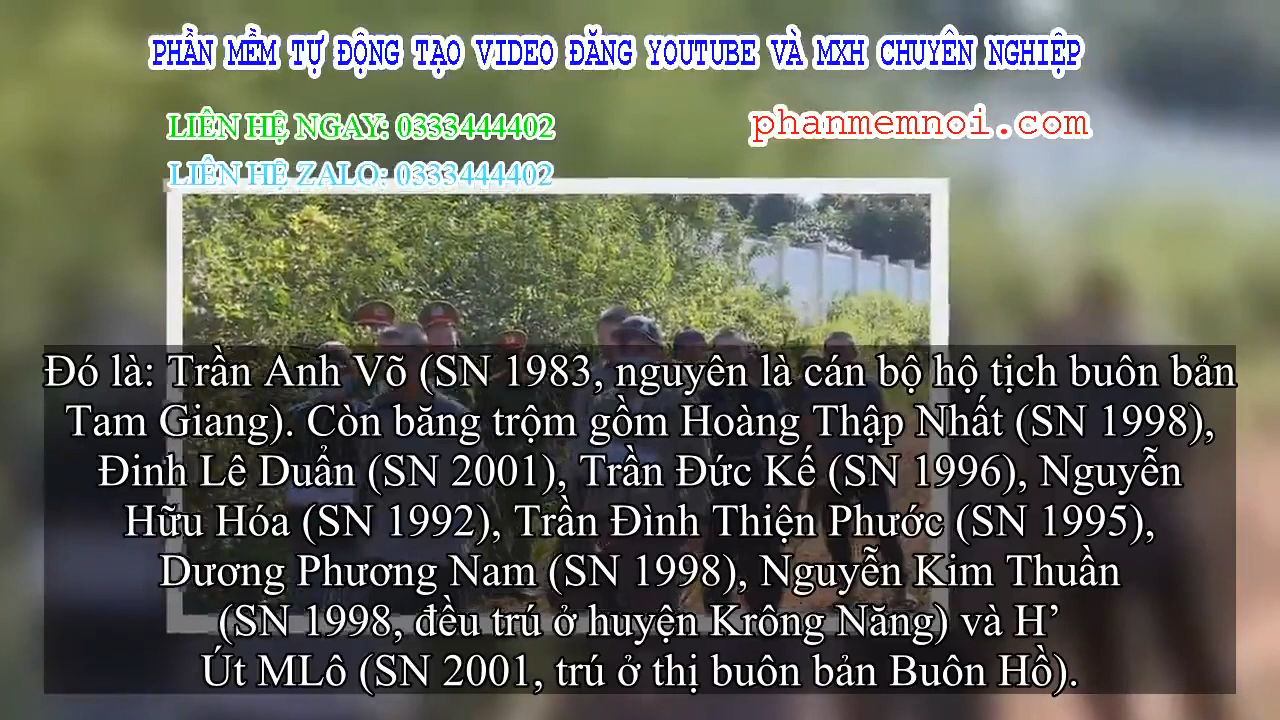 PHẦN MỀM TỰ ĐỘNG TẠO VIDEO ĐĂNG YOUTUBE VÀ MXH CHUYÊN NGHIỆP
LIÊN HỆ NGAY: 0333444402
phanmemnoi.com
LIÊN HỆ ZALO: 0333444402
Đó là: Trần Anh Võ (SN 1983, nguyên là cán bộ hộ tịch buôn bản
Tam Giang). Còn băng trộm gồm Hoàng Thập Nhất (SN 1998),
Đinh Lê Duẩn (SN 2001), Trần Đức Kế (SN 1996), Nguyễn
Hữu Hóa (SN 1992), Trần Đình Thiện Phước (SN 1995),
Dương Phương Nam (SN 1998), Nguyễn Kim Thuần
(SN 1998, đều trú ở huyện Krông Năng) và H’
Út MLô (SN 2001, trú ở thị buôn bản Buôn Hồ).